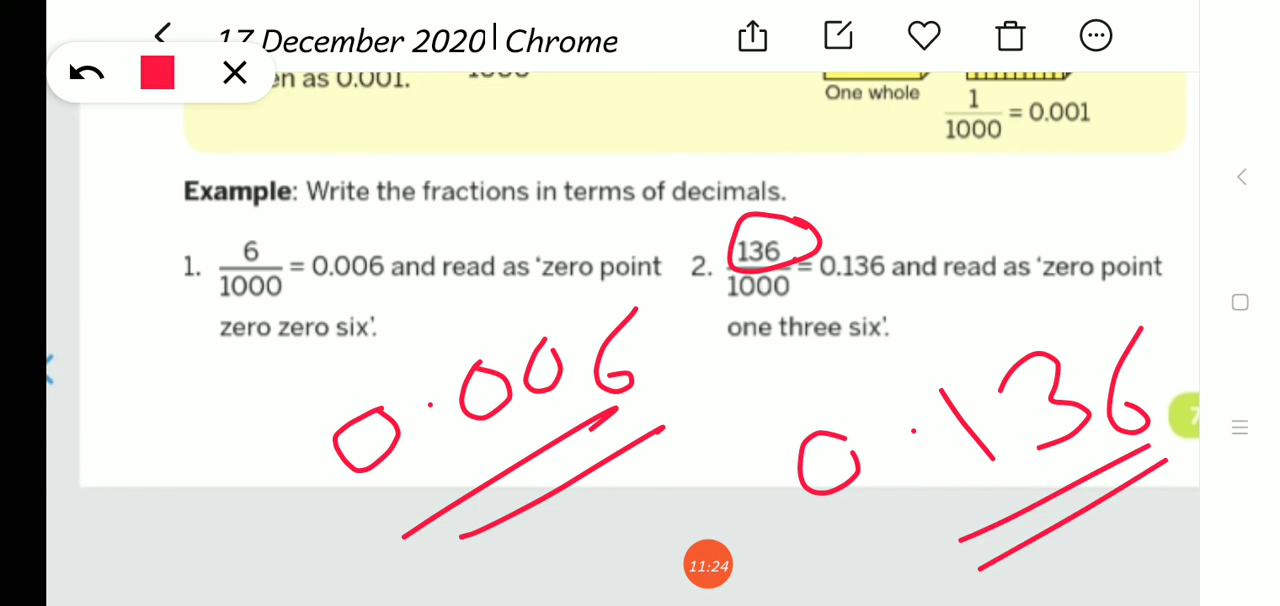 17 December 2020 | Chrome
en as 0.001.
One whole
1
1000
= 0.001
Example: Write the fractions in terms of decimals.
1. 6/1000 = 0.006 and read as ‘zero point
zero zero six’.
2. 136/1000 = 0.136 and read as ‘zero point
one three six’.
0.006
0.136
7
11:24